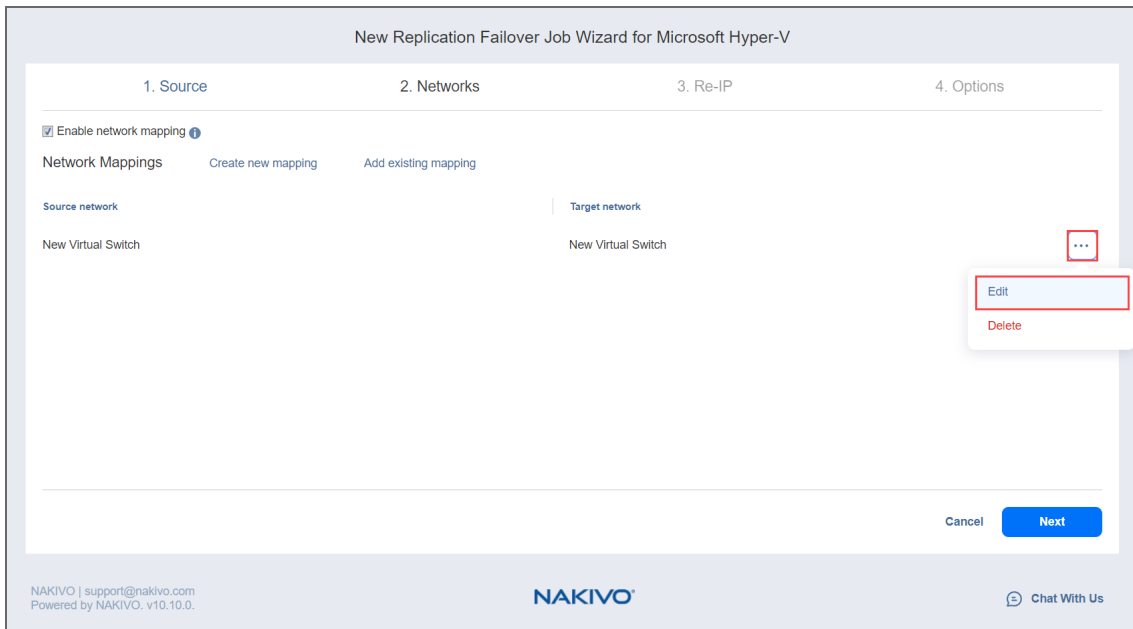 New Replication Failover Job Wizard for Microsoft Hyper-V
1. Source 2. Networks 3. Re-IP 4. Options
Enable network mapping
Network Mappings Create new mapping Add existing mapping
Source network Target network
New Virtual Switch New Virtual Switch
Edit
Delete
Cancel Next
NAKIVO | support@nakivo.com
Powered by NAKIVO. v10.10.0.
NAKIVO®
Chat With Us